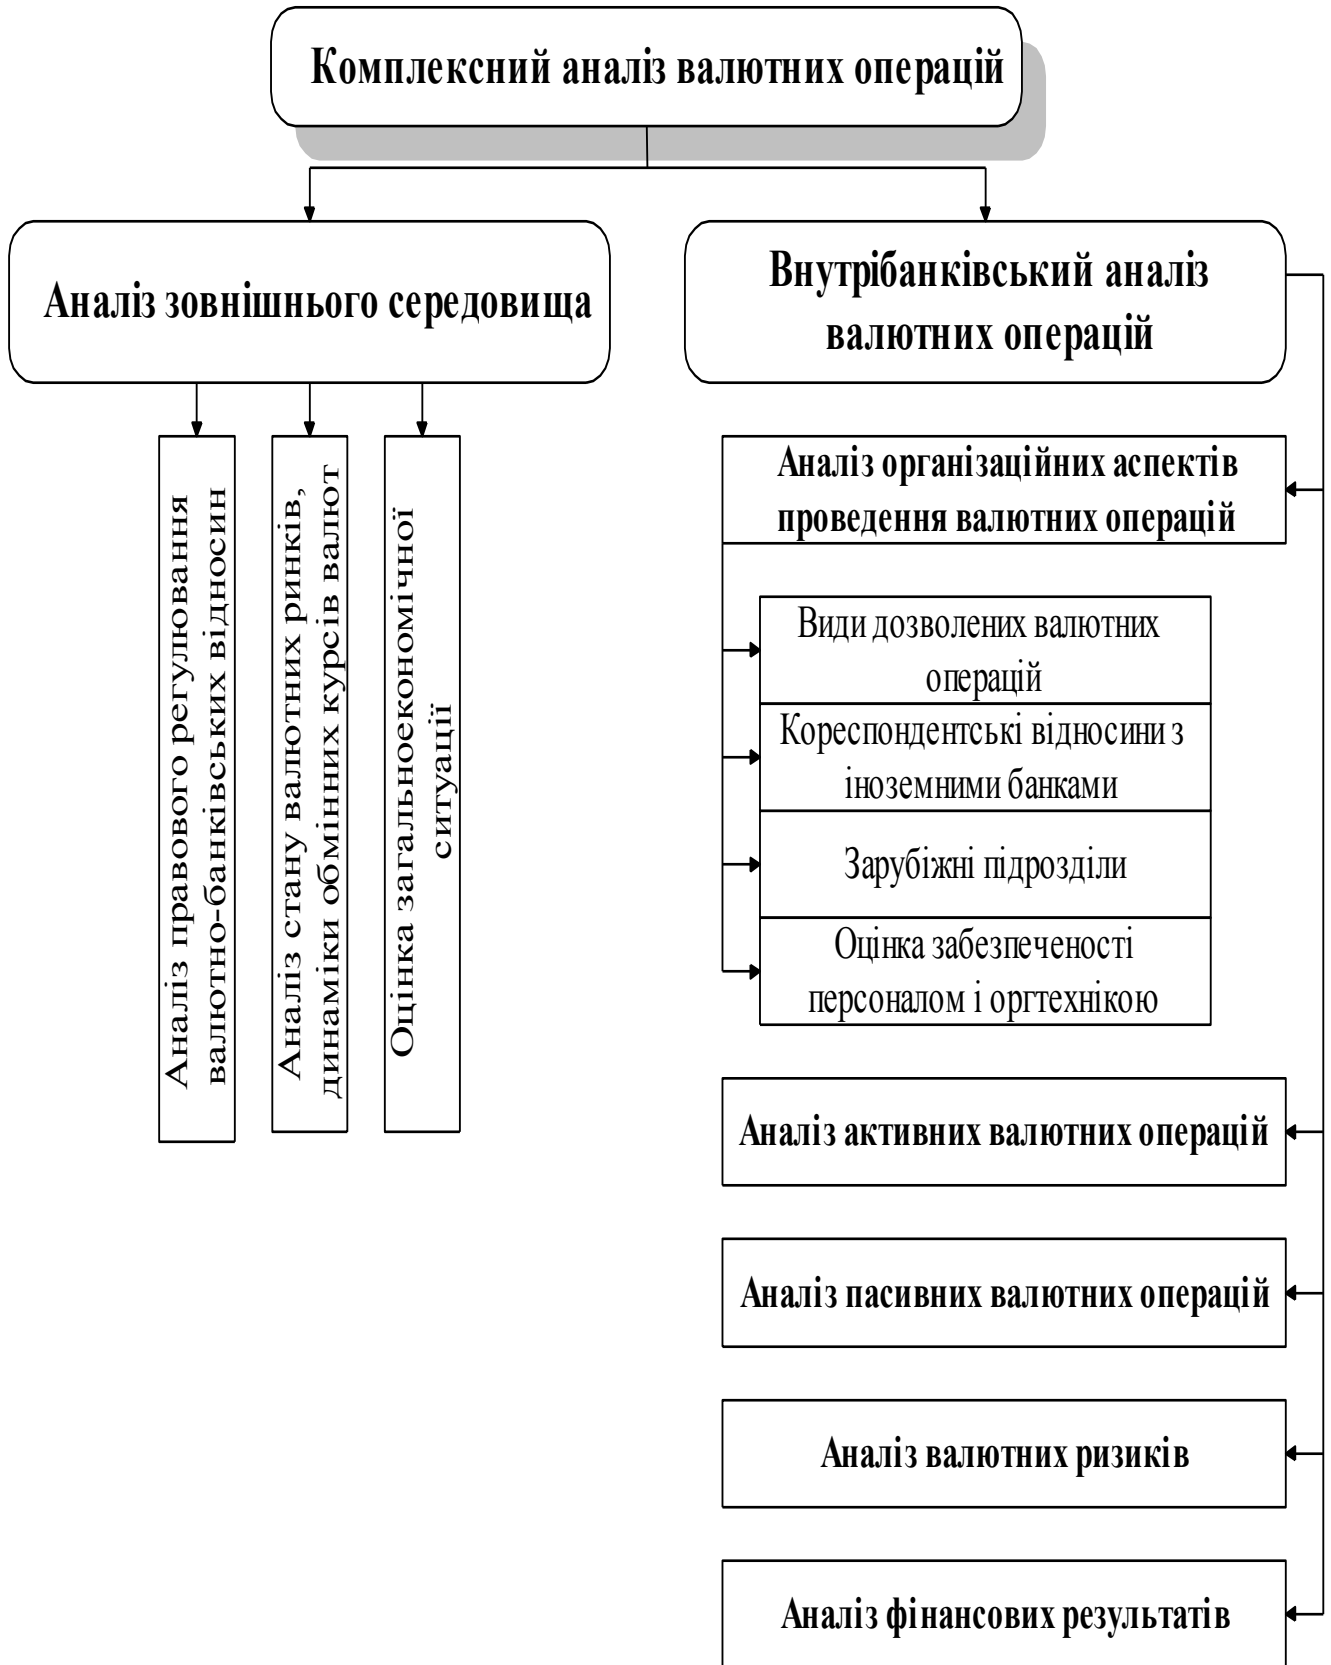 Комплексний аналіз валютних операцій
Аналіз зовнішнього середовища
Внутрібанківський аналіз
валютних операцій
Аналіз правового регулювання
валютно-банківських відносин
Аналіз стану валютних ринків,
динаміки обмінних курсів валют
Оцінка загальноекономічної
ситуації
Аналіз організаційних аспектів
проведення валютних операцій
Види дозволених валютних
операцій
Кореспондентські відносини з
іноземними банками
Зарубіжні підрозділи
Оцінка забезпеченості
персоналом і оргтехнікою
Аналіз активних валютних операцій
Аналіз пасивних валютних операцій
Аналіз валютних ризиків
Аналіз фінансових результатів